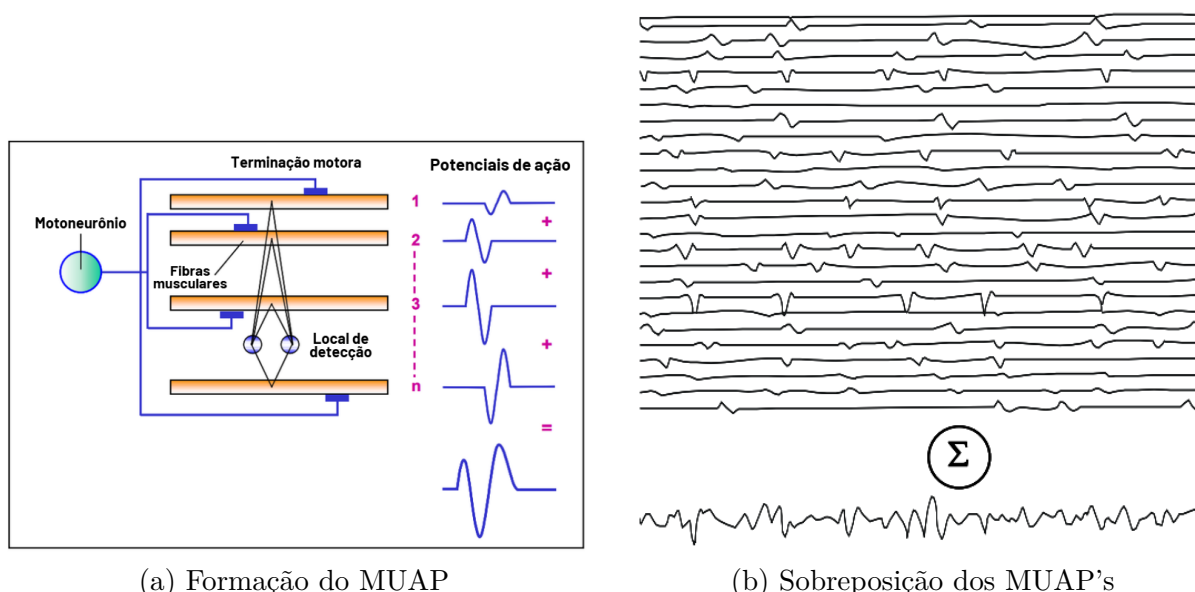 Terminação motora
Potenciais de ação
Motoneurônio
Fibras
musculares
Local de
detecção
1
+
2
+
3
+
n
=
Σ
(a) Formação do MUAP
(b) Sobreposição dos MUAP's